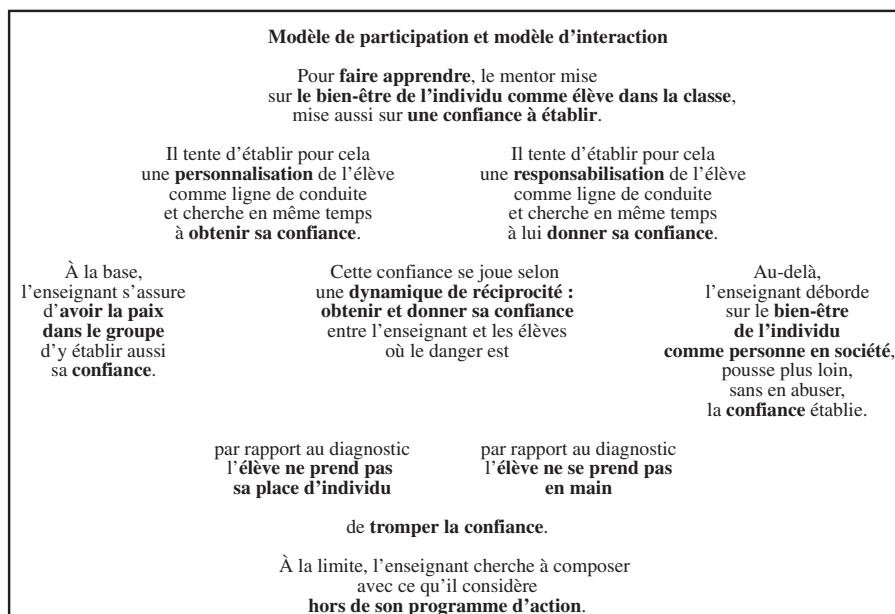 Modèle de participation et modèle d'interaction
Pour faire apprendre, le mentor mise
sur le bien-être de l'individu comme élève dans la classe,
mise aussi sur une confiance à établir.
Il tente d'établir pour cela
une personnalisation de l'élève
comme ligne de conduite
et cherche en même temps
à obtenir sa confiance.
Il tente d'établir pour cela
une responsabilisation de l'élève
comme ligne de conduite
et cherche en même temps
à lui donner sa confiance.
À la base,
l'enseignant s'assure
d'avoir la paix
dans le groupe
d'y établir aussi
sa confiance.
Cette confiance se joue selon
une dynamique de réciprocité :
obtenir et donner sa confiance
entre l'enseignant et les élèves
où le danger est
Au-delà,
l'enseignant déborde
sur le bien-être
de l'individu
comme personne en société,
pousse plus loin,
sans en abuser,
la confiance établie.
par rapport au diagnostic
l'élève ne prend pas
sa place d'individu
par rapport au diagnostic
l'élève ne se prend pas
en main
de tromper la confiance.
À la limite, l'enseignant cherche à composer
avec ce qu'il considère
hors de son programme d'action.